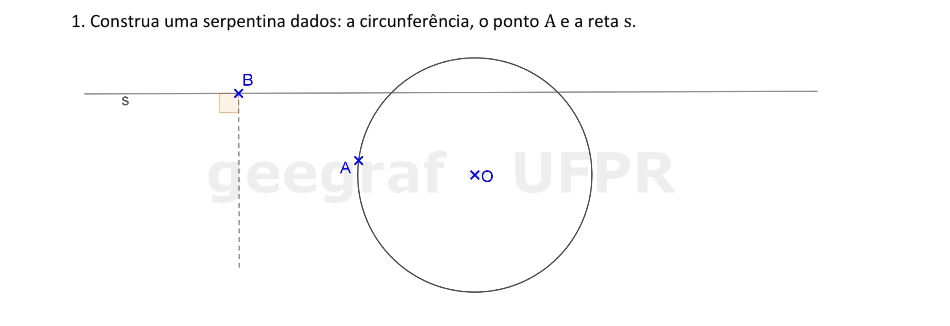 1. Construa uma serpentina dados: a circunferência, o ponto A e a reta s.
B
s
A
O
geegraf UFPR